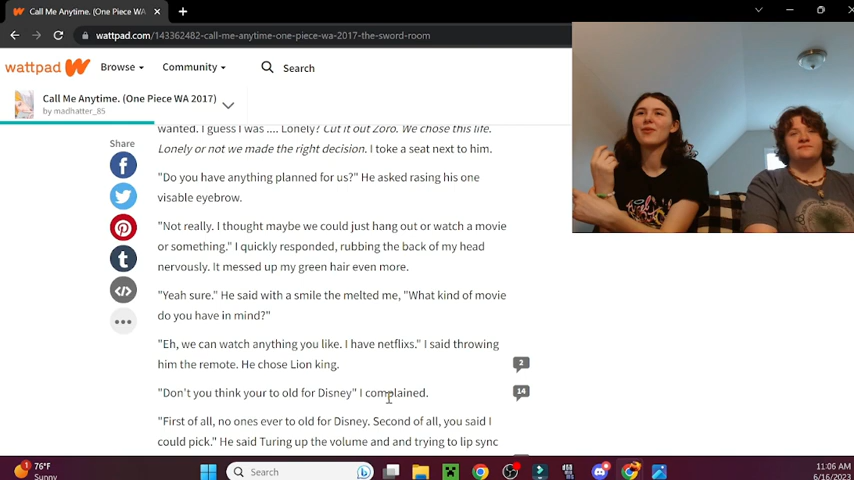 Call Me Anytime. (One Piece WA
wattpad.com/143362482-call-me-anytime-one-piece-wa-2017-the-sword-room
wattpad
Browse
Community
Search
Call Me Anytime. (One Piece WA 2017)
by madhatter_85
Share
wanted. I guess I was .... Lonely? Cut it out Zoro. We chose this life.
Lonely or not we made the right decision. I take a seat next to him.
"Do you have anything planned for us?" He asked rasing his one
visable eyebrow.
"Not really. I thought maybe we could just hang out or watch a movie
or something." I quickly responded, rubbing the back of my head
nervously. It messed up my green hair even more.
"Yeah sure." He said with a smile the melted me, "What kind of movie
do you have in mind?"
"Eh, we can watch anything you like. I have netflixs." I said throwing
him the remote. He chose Lion king.
2
"Don't you think your to old for Disney" I complained.
14
"First of all, no ones ever to old for Disney. Second of all, you said I
could pick." He said Turing up the volume and and trying to lip sync
1
76°F
Sunny
Search
11:06 AM
6/16/2023